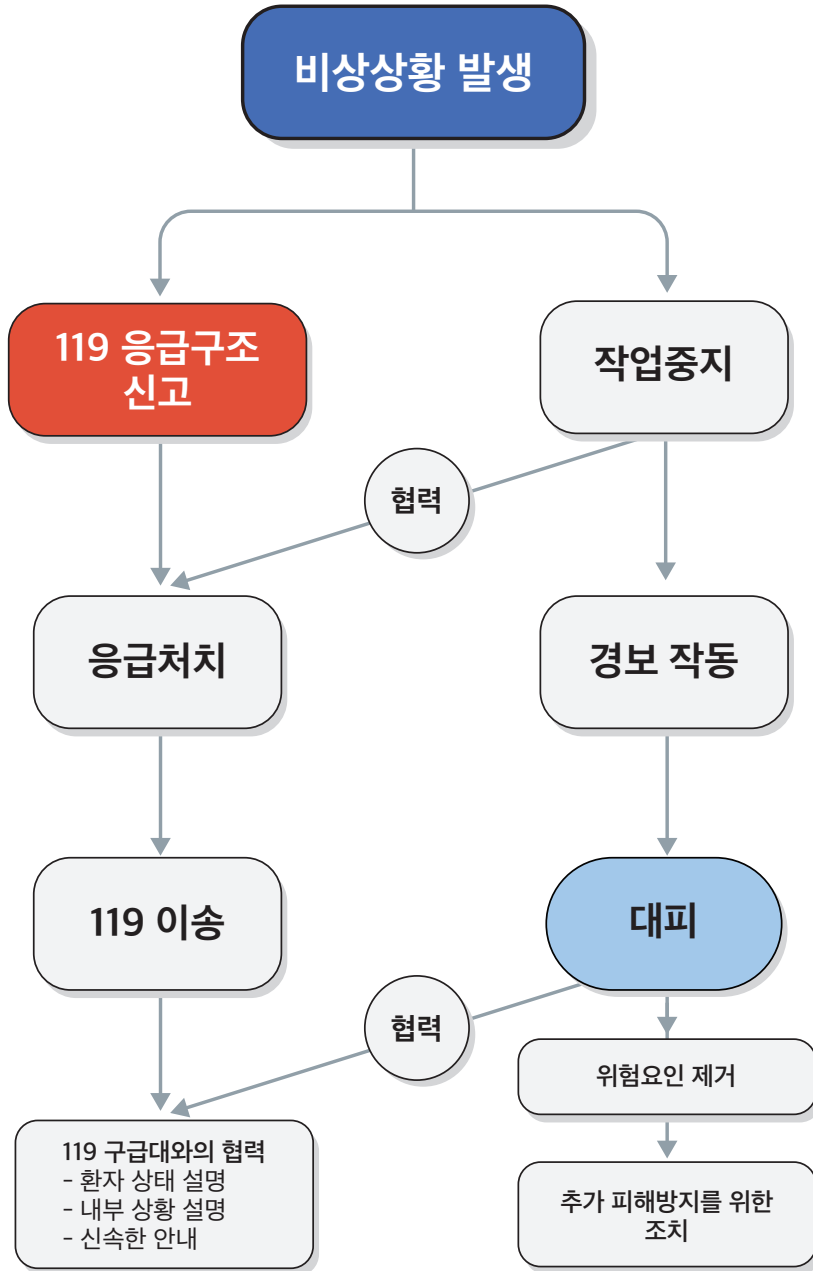 비상상황 발생
119 응급구조
신고
작업중지
협력
응급처치
경보 작동
119 이송
대피
협력
위험요인 제거
119 구급대와의 협력
- 환자 상태 설명
- 내부 상황 설명
- 신속한 안내
추가 피해방지를 위한
조치